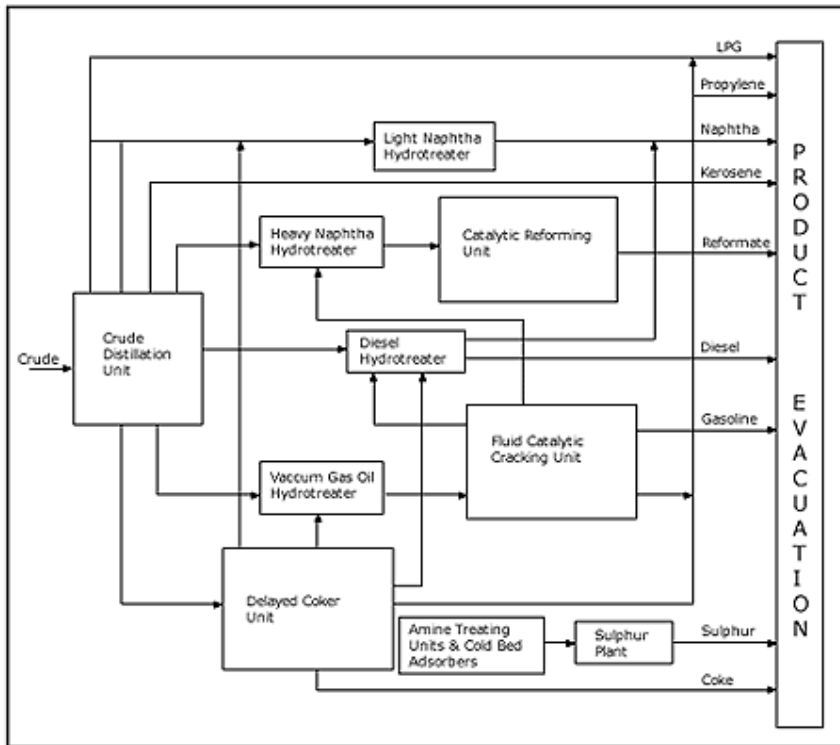 LPG
Propylene
Light Naphtha
Hydrotreater
Naphtha
Kerosene
Heavy Naphtha
Hydrotreater
Catalytic Reforming
Unit
Reformate
Crude
Crude
Distillation
Unit
Diesel
Hydrotreater
Diesel
Gasoline
Fluid Catalytic
Cracking Unit
Vaccum Gas Oil
Hydrotreater
Delayed Coker
Unit
Amine Treating
Units & Cold Bed
Adsorbers
Sulphur
Plant
Sulphur
Coke
PRODUCT EVACUATION